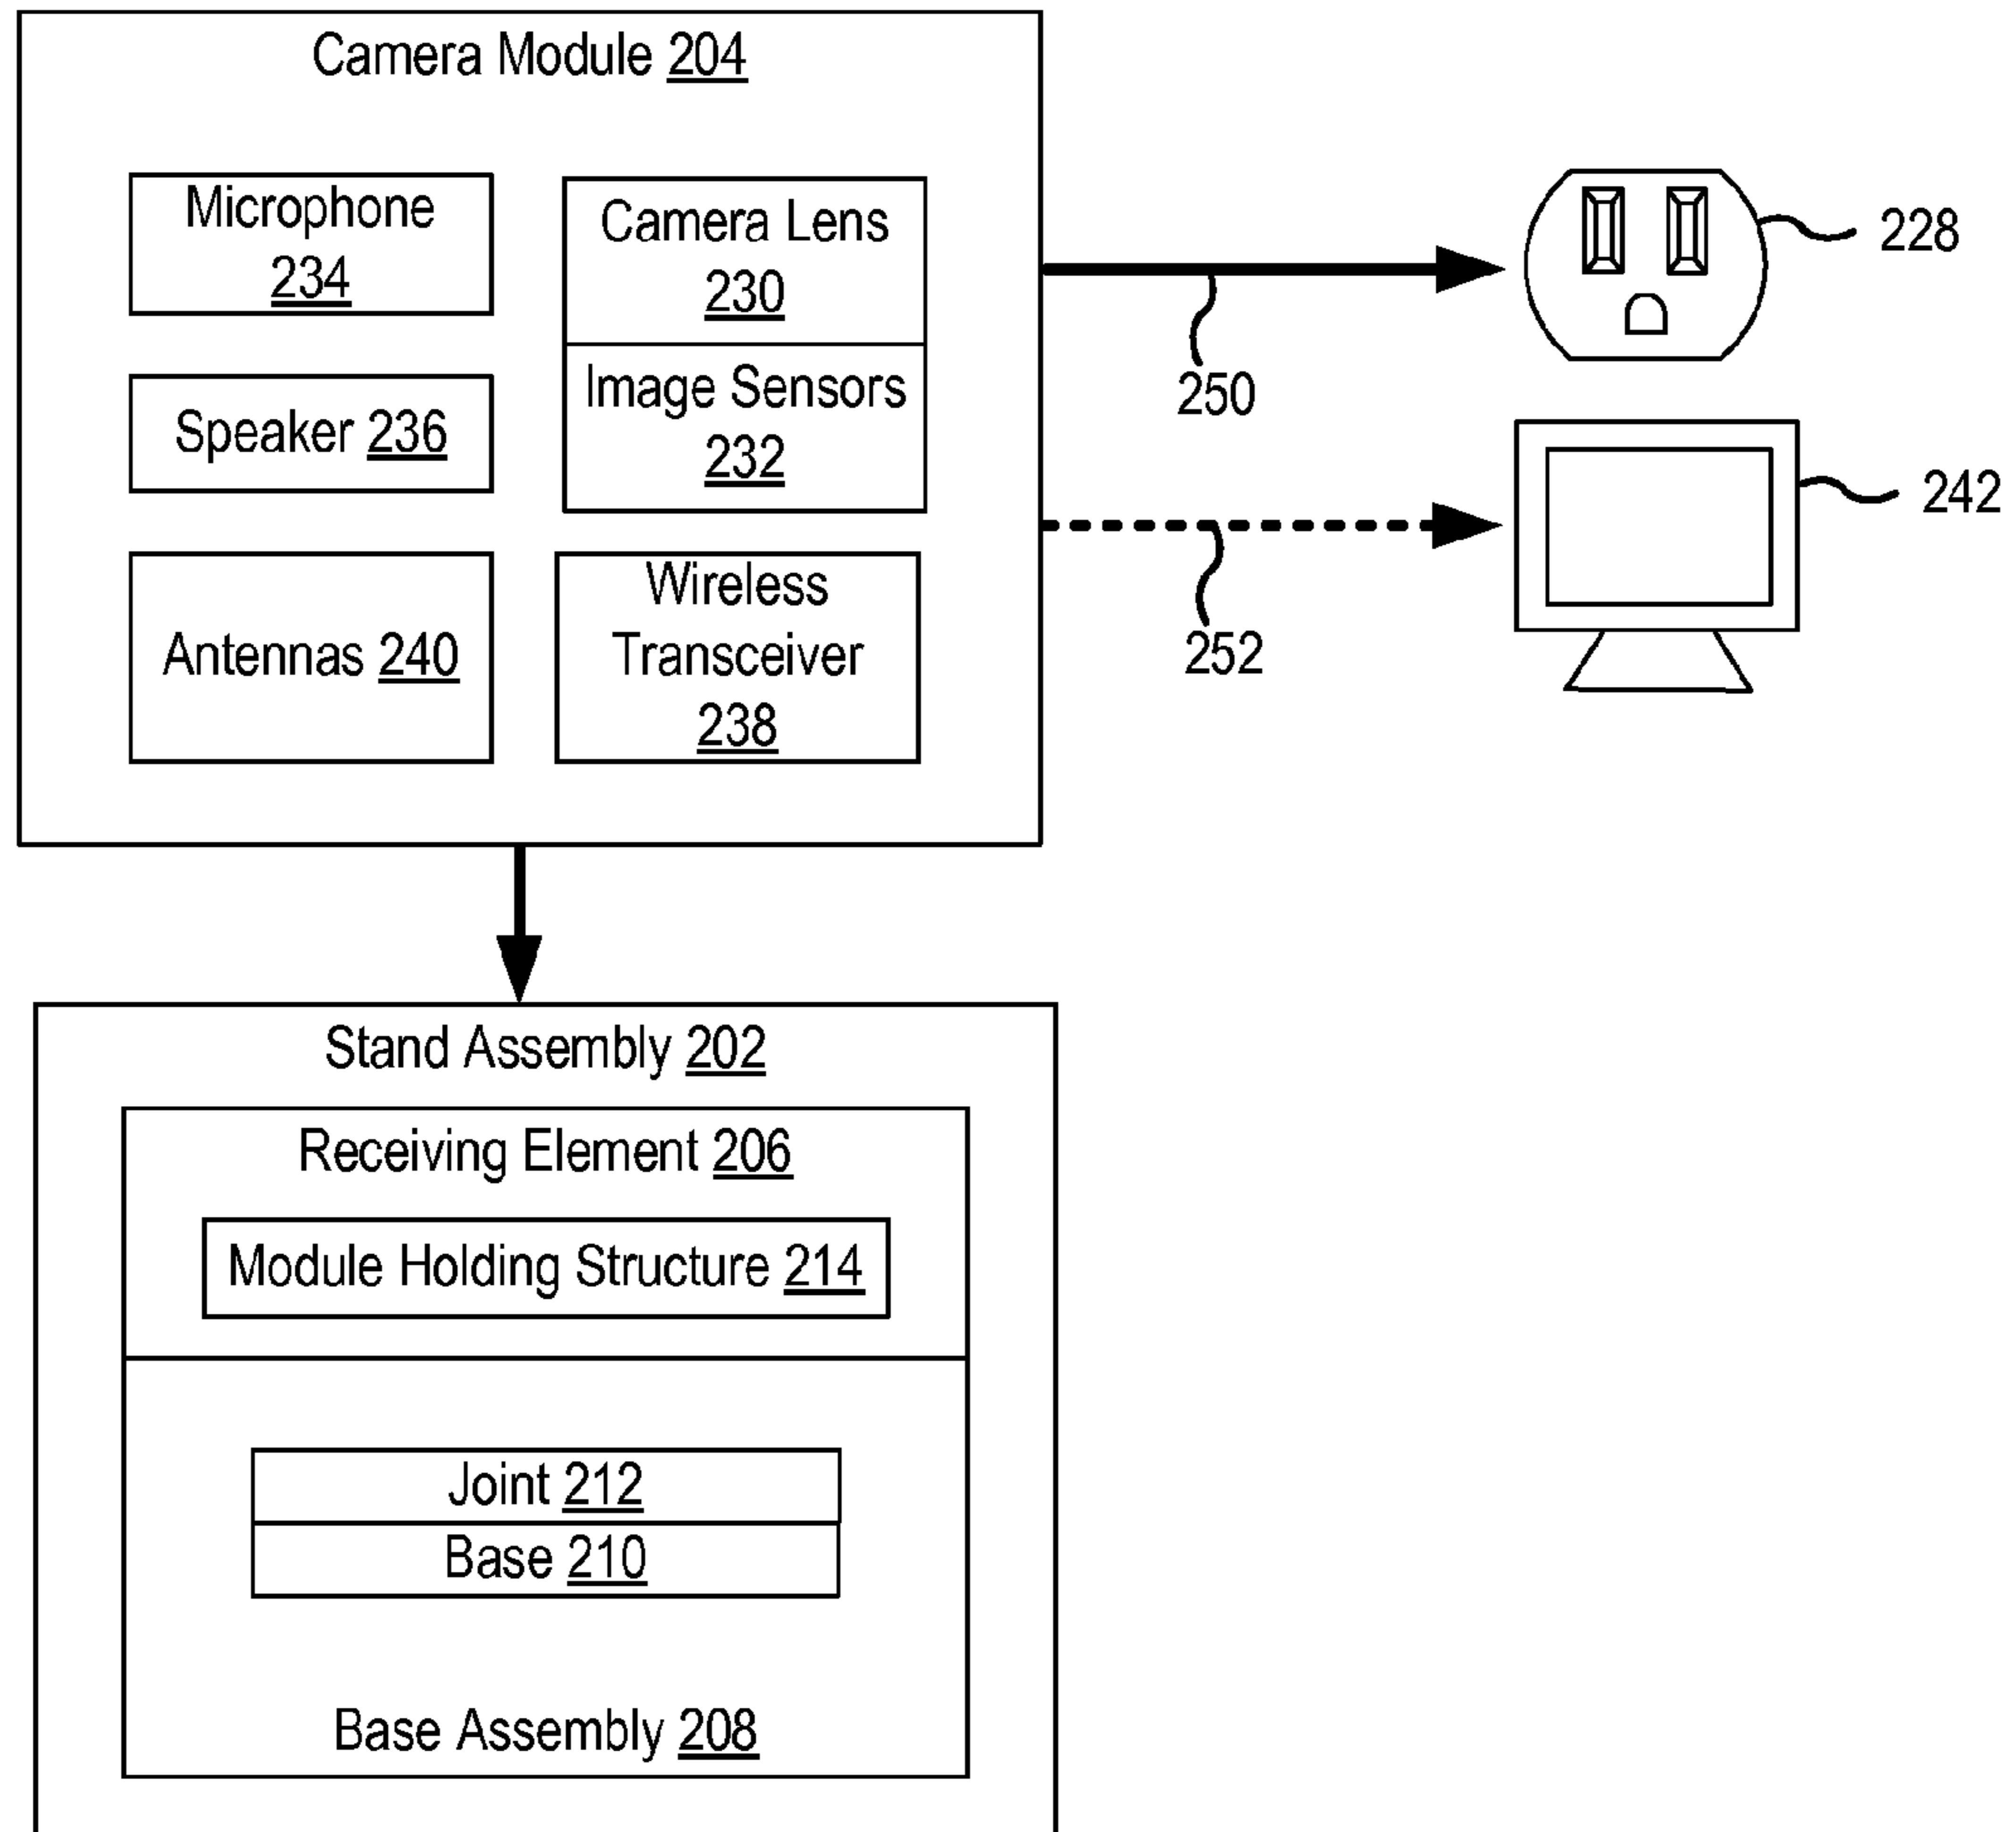 Camera Module 204
Microphone
234
Camera Lens
230
Image Sensors
232
Speaker 236
Antennas 240
Wireless
Transceiver
238
228
250
242
252
Stand Assembly 202
Receiving Element 206
Module Holding Structure 214
Joint 212
Base 210
Base Assembly 208